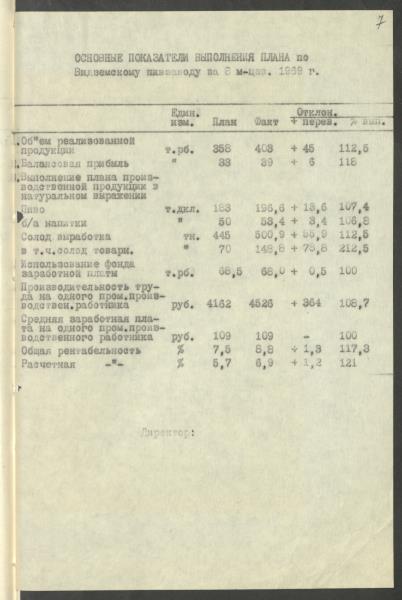 7
ОСНОВНЫЕ ПОКАЗАТЕЛИ ВЫПОЛНЕНИЯ ПЛАНА по
Видземскому пивзаводу за 8 м-цев. 1969 г.
Един. Отклон.
изм. План Факт + перев. % вып.
Об"ем реализованной
продукции т.рб. 358 403 + 45 112,5
Балансовая прибыль " 33 39 + 6 118
Выполнение плана произ-
водственной продукции в
натуральном выражении
Пиво т.дкл. 183 196,6 + 13,6 107,4
б/а напитки " 50 53,4 + 3,4 106,8
Солод выработка тн. 445 500,9 + 55,9 112,5
в т.ч.солод товарн. " 70 149,8 + 79,8 212,5
Использование фонда
заработной платы т.рб. 68,5 68,0 + 0,5 100
Производительность тру-
да на одного пром.произ-
водствен.работника руб. 4162 4526 + 364 108,7
Средняя заработная пла-
та на одного пром.произ-
водственного работника руб. 109 109 - 100
Общая рентабельность % 7,5 8,8 + 1,3 117,3
Расчетная -"- % 5,7 6,9 + 1,2 121
Директор: